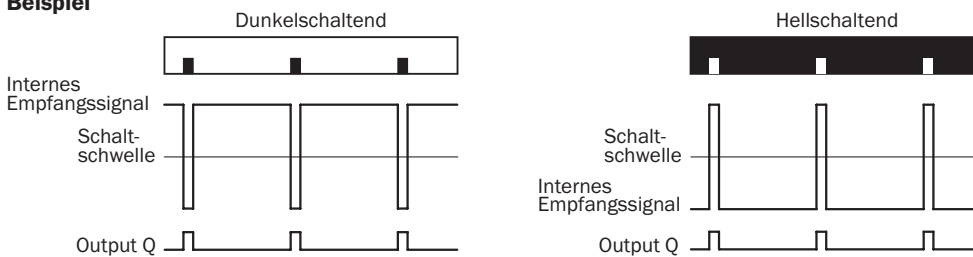 Beispiel
Dunkelschaltend
Internes
Empfangssignal
Schalt-
schwelle
Output Q
Hellschaltend
Schalt-
schwelle
Internes
Empfangssignal
Output Q